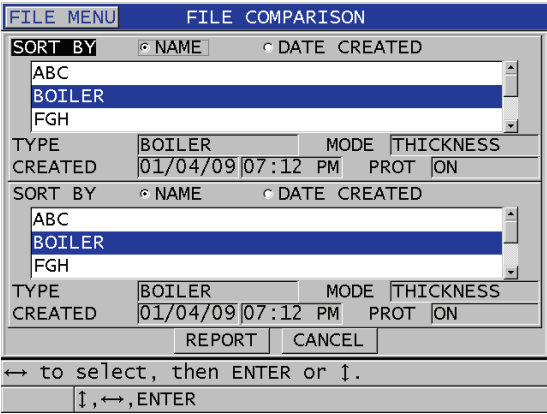 FILE MENU FILE COMPARISON
SORT BY NAME DATE CREATED
ABC
BOILER
FGH
TYPE BOILER MODE THICKNESS
CREATED 01/04/09 07:12 PM PROT ON
SORT BY NAME DATE CREATED
ABC
BOILER
FGH
TYPE BOILER MODE THICKNESS
CREATED 01/04/09 07:12 PM PROT ON
REPORT CANCEL
↔ to select, then ENTER or ↕.
↕,↔,ENTER